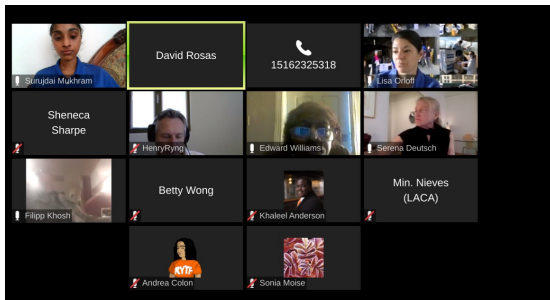 Surujdai Mukhram
David Rosas
15162325318
Lisa Orloff
Sheneca
Sharpe
HenryRyng
Edward Williams
Serena Deutsch
Filipp Khosh
Betty Wong
Khaleel Anderson
Min. Nieves
(LACA)
Andrea Colon
Sonia Moise